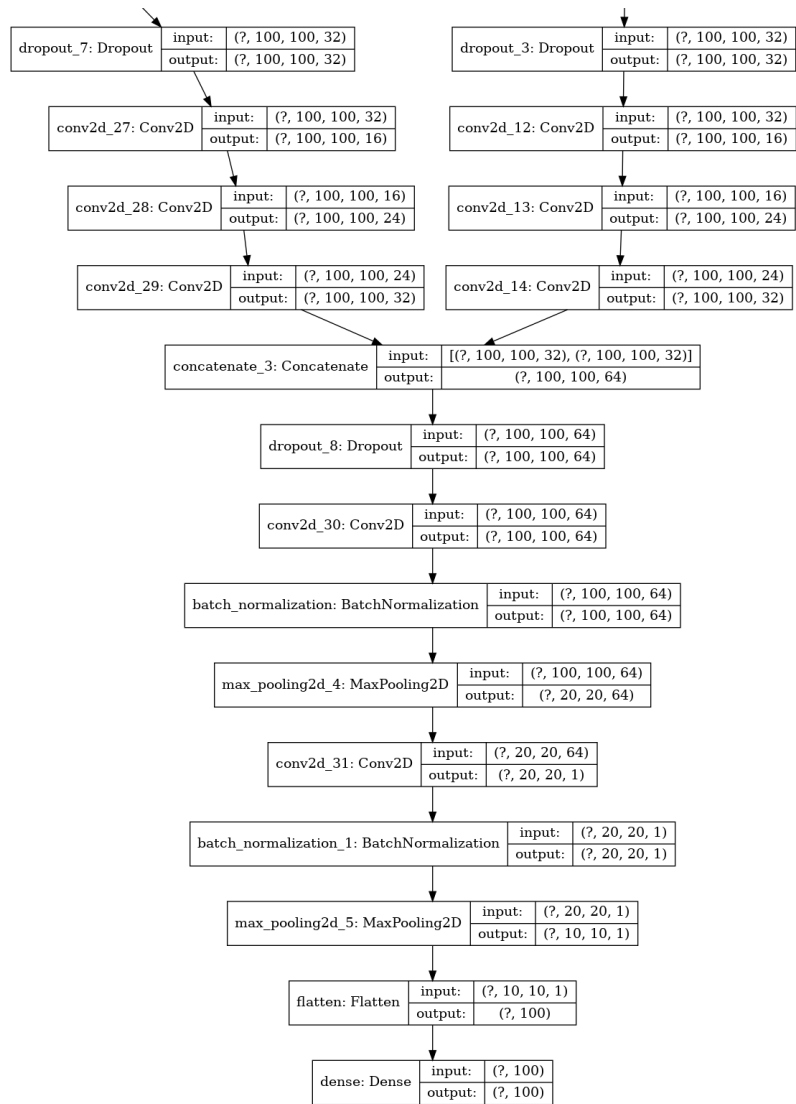 dropout_7: Dropout
input: (?, 100, 100, 32)
output: (?, 100, 100, 32)
dropout_3: Dropout
input: (?, 100, 100, 32)
output: (?, 100, 100, 32)
conv2d_27: Conv2D
input: (?, 100, 100, 32)
output: (?, 100, 100, 16)
conv2d_12: Conv2D
input: (?, 100, 100, 32)
output: (?, 100, 100, 16)
conv2d_28: Conv2D
input: (?, 100, 100, 16)
output: (?, 100, 100, 24)
conv2d_13: Conv2D
input: (?, 100, 100, 16)
output: (?, 100, 100, 24)
conv2d_29: Conv2D
input: (?, 100, 100, 24)
output: (?, 100, 100, 32)
conv2d_14: Conv2D
input: (?, 100, 100, 24)
output: (?, 100, 100, 32)
concatenate_3: Concatenate
input: [(?, 100, 100, 32), (?, 100, 100, 32)]
output: (?, 100, 100, 64)
dropout_8: Dropout
input: (?, 100, 100, 64)
output: (?, 100, 100, 64)
conv2d_30: Conv2D
input: (?, 100, 100, 64)
output: (?, 100, 100, 64)
batch_normalization: BatchNormalization
input: (?, 100, 100, 64)
output: (?, 100, 100, 64)
max_pooling2d_4: MaxPooling2D
input: (?, 100, 100, 64)
output: (?, 20, 20, 64)
conv2d_31: Conv2D
input: (?, 20, 20, 64)
output: (?, 20, 20, 1)
batch_normalization_1: BatchNormalization
input: (?, 20, 20, 1)
output: (?, 20, 20, 1)
max_pooling2d_5: MaxPooling2D
input: (?, 20, 20, 1)
output: (?, 10, 10, 1)
flatten: Flatten
input: (?, 10, 10, 1)
output: (?, 100)
dense: Dense
input: (?, 100)
output: (?, 100)